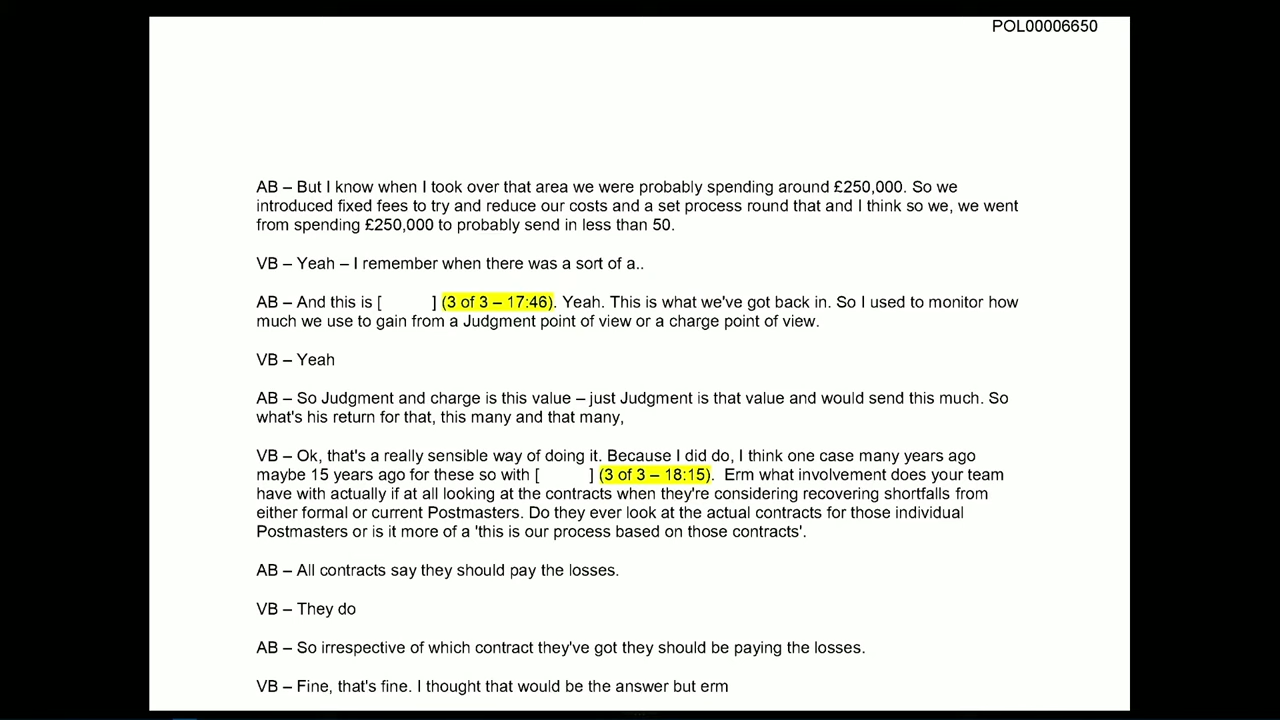 POL00006650
AB – But I know when I took over that area we were probably spending around £250,000. So we
introduced fixed fees to try and reduce our costs and a set process round that and I think so we, we went
from spending £250,000 to probably send in less than 50.
VB – Yeah – I remember when there was a sort of a..
AB – And this is [ ] (3 of 3 – 17:46). Yeah. This is what we've got back in. So I used to monitor how
much we use to gain from a Judgment point of view or a charge point of view.
VB – Yeah
AB – So Judgment and charge is this value – just Judgment is that value and would send this much. So
what's his return for that, this many and that many,
VB – Ok, that's a really sensible way of doing it. Because I did do, I think one case many years ago
maybe 15 years ago for these so with [ ] (3 of 3 – 18:15). Erm what involvement does your team
have with actually if at all looking at the contracts when they're considering recovering shortfalls from
either formal or current Postmasters. Do they ever look at the actual contracts for those individual
Postmasters or is it more of a 'this is our process based on those contracts'.
AB – All contracts say they should pay the losses.
VB – They do
AB – So irrespective of which contract they've got they should be paying the losses.
VB – Fine, that's fine. I thought that would be the answer but erm